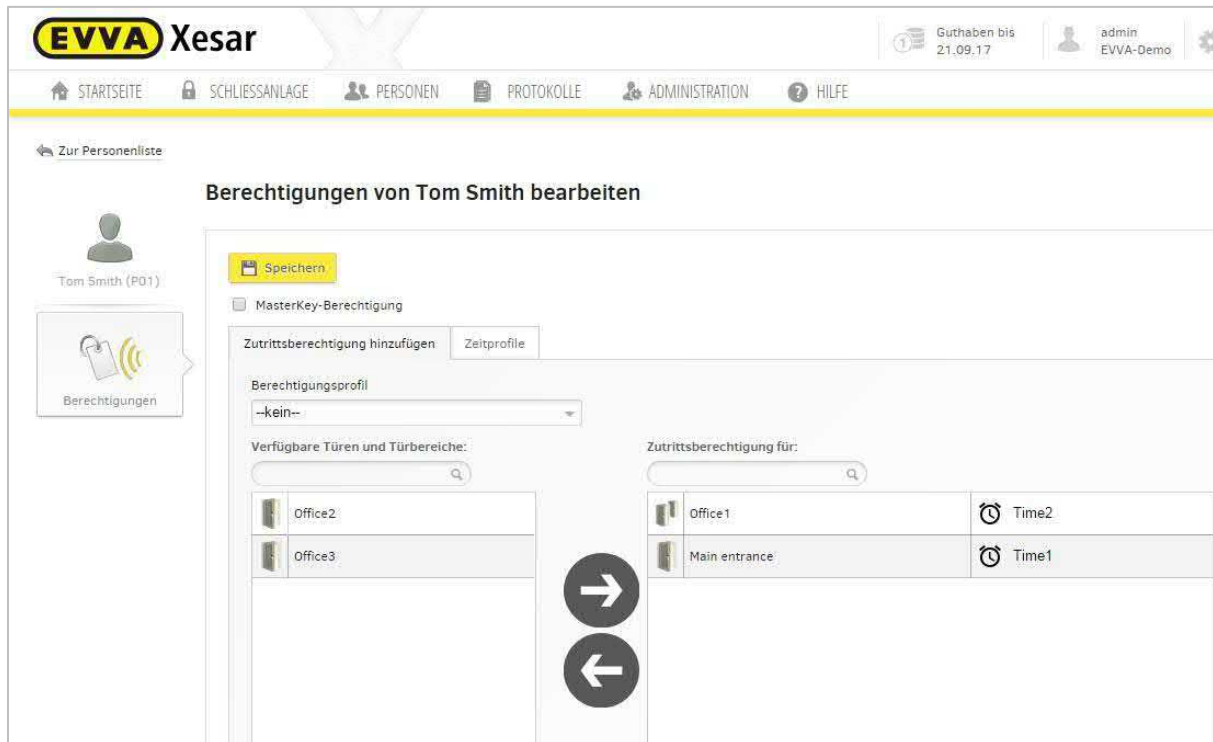 EVVA Xesar
Guthaben bis
21.09.17
admin
EVVA-Demo
STARTSEITE SCHLIESSANLAGE PERSONEN PROTOKOLLE ADMINISTRATION HILFE
Zur Personenliste
Berechtigungen von Tom Smith bearbeiten
Tom Smith (P01)
Berechtigungen
Speichern
MasterKey-Berechtigung
Zutrittsberechtigung hinzufügen Zeitprofile
Berechtigungsprofil
--kein--
Verfügbare Türen und Türbereiche:
Office2
Office3
Zutrittsberechtigung für:
Office1 Time2
Main entrance Time1